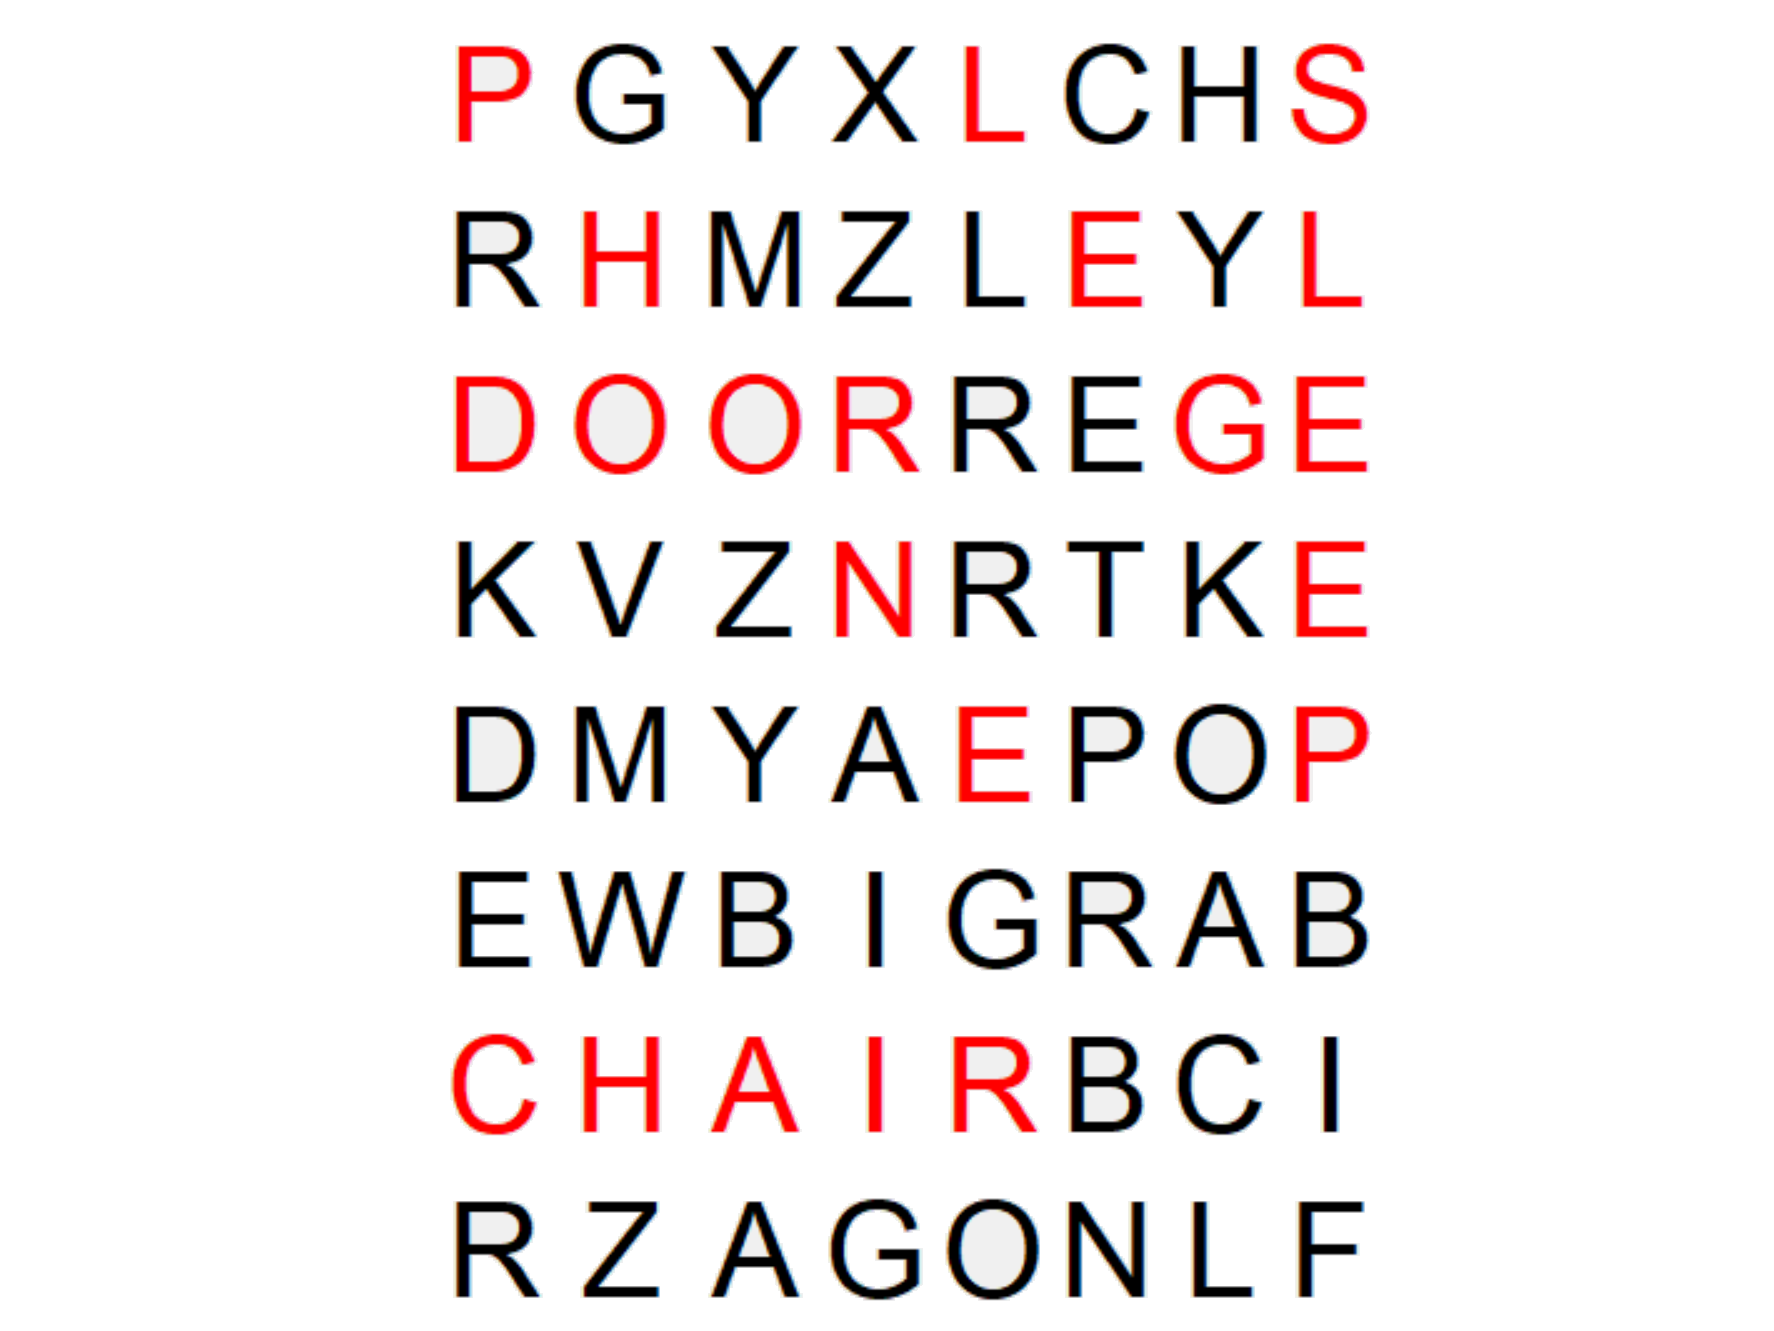 P G Y X L C H S
R H M Z L E Y L
D O O R R E G E
K V Z N R T K E
D M Y A E P O P
E W B I G R A B
C H A I R B C I
R Z A G O N L F